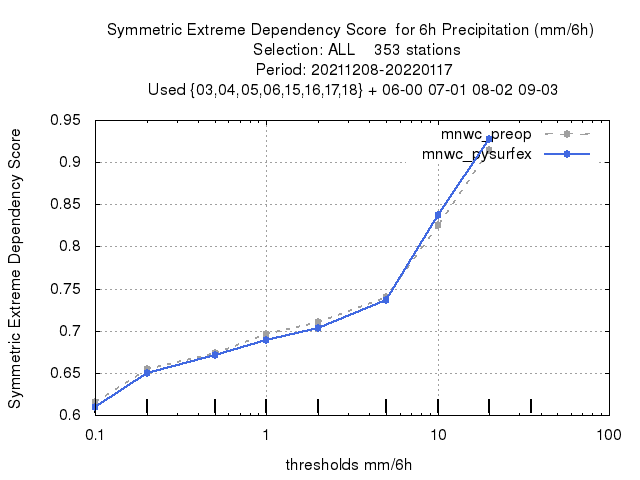 Symmetric Extreme Dependency Score  for 6h Precipitation (mm/6h)
Selection: ALL    353 stations
Period: 20211208-20220117
Used {03,04,05,06,15,16,17,18} + 06-00 07-01 08-02 09-03
Symmetric Extreme Dependency Score
0.95
0.9
0.85
0.8
0.75
0.7
0.65
0.6
mnwc_preop
mnwc_pysurfex
0.1
1
10
100
thresholds mm/6h